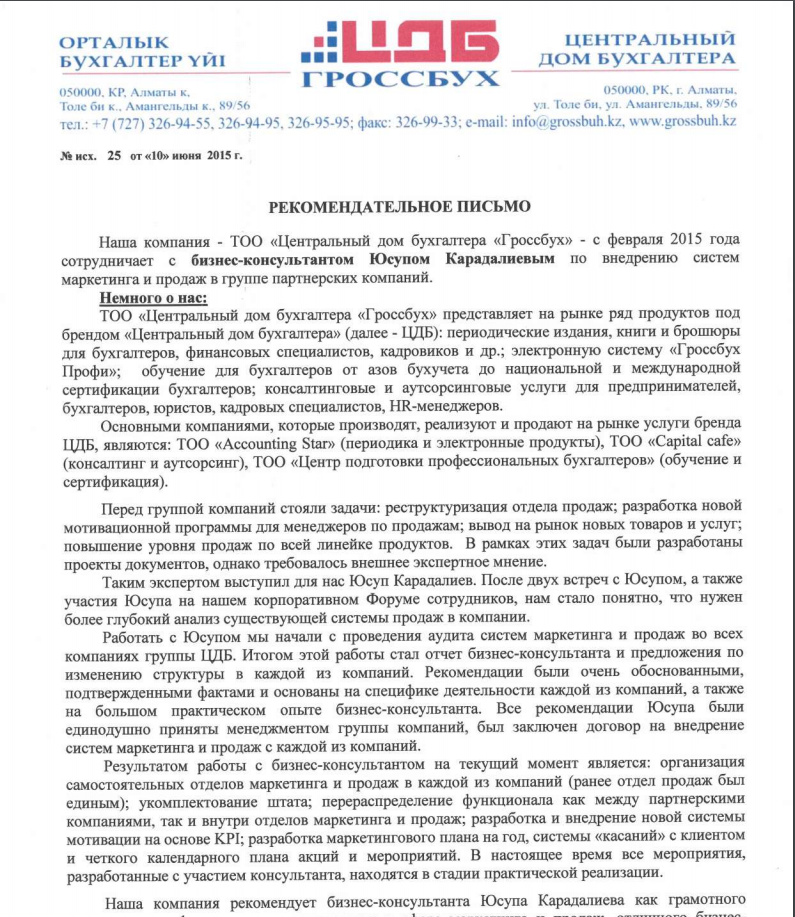 ОРТАЛЫК
БУХГАЛТЕР ҮЙІ
050000, КР, Алматы к,
Толе би к., Амангельды к., 89/56
ЦДБ
ГРОССБУХ
ЦЕНТРАЛЬНЫЙ
ДОМ БУХГАЛТЕРА
050000, РК, г. Алматы,
ул. Толе би, ул. Амангельды, 89/56
тел.: +7 (727) 326-94-55, 326-94-95, 326-95-95; факс: 326-99-33; e-mail: info@grossbuh.kz, www.grossbuh.kz
№ исх. 25 от «10» июня 2015 г.
РЕКОМЕНДАТЕЛЬНОЕ ПИСЬМО
Наша компания - ТОО «Центральный дом бухгалтера «Гроссбух» - с февраля 2015 года
сотрудничает с бизнес-консультантом Юсупом Карадалиевым по внедрению систем
маркетинга и продаж в группе партнерских компаний.
Немного о нас:
ТОО «Центральный дом бухгалтера «Гроссбух» представляет на рынке ряд продуктов под
брендом «Центральный дом бухгалтера» (далее - ЦДБ): периодические издания, книги и брошюры
для бухгалтеров, финансовых специалистов, кадровиков и др.; электронную систему «Гроссбух
Профи»; обучение для бухгалтеров от азов бухучета до национальной и международной
сертификации бухгалтеров; консалтинговые и аутсорсинговые услуги для предпринимателей,
бухгалтеров, юристов, кадровых специалистов, HR-менеджеров.
Основными компаниями, которые производят, реализуют и продают на рынке услуги бренда
ЦДБ, являются: ТОО «Accounting Star» (периодика и электронные продукты), ТОО «Capital cafe»
(консалтинг и аутсорсинг), ТОО «Центр подготовки профессиональных бухгалтеров» (обучение и
сертификация).
Перед группой компаний стояли задачи: реструктуризация отдела продаж; разработка новой
мотивационной программы для менеджеров по продажам; вывод на рынок новых товаров и услуг;
повышение уровня продаж по всей линейке продуктов. В рамках этих задач были разработаны
проекты документов, однако требовалось внешнее экспертное мнение.
Таким экспертом выступил для нас Юсуп Карадалиев. После двух встреч с Юсупом, а также
участия Юсупа на нашем корпоративном Форуме сотрудников, нам стало понятно, что нужен
более глубокий анализ существующей системы продаж в компании.
Работать с Юсупом мы начали с проведения аудита систем маркетинга и продаж во всех
компаниях группы ЦДБ. Итогом этой работы стал отчет бизнес-консультанта и предложения по
изменению структуры в каждой из компаний. Рекомендации были очень обоснованными,
подтвержденными фактами и основаны на специфике деятельности каждой из компаний, а также
на большом практическом опыте бизнес-консультанта. Все рекомендации Юсупа были
единодушно приняты менеджментом группы компаний, был заключен договор на внедрение
систем маркетинга и продаж с каждой из компаний.
Результатом работы с бизнес-консультантом на текущий момент является: организация
самостоятельных отделов маркетинга и продаж в каждой из компаний (ранее отдел продаж был
единым); укомплектование штата; перераспределение функционала как между партнерскими
компаниями, так и внутри отделов маркетинга и продаж; разработка и внедрение новой системы
мотивации на основе KPI; разработка маркетингового плана на год, системы «касаний» с клиентом
и четкого календарного плана акций и мероприятий. В настоящее время все мероприятия,
разработанные с участием консультанта, находятся в стадии практической реализации.
Наша компания рекомендует бизнес-консультанта Юсупа Карадалиева как грамотного